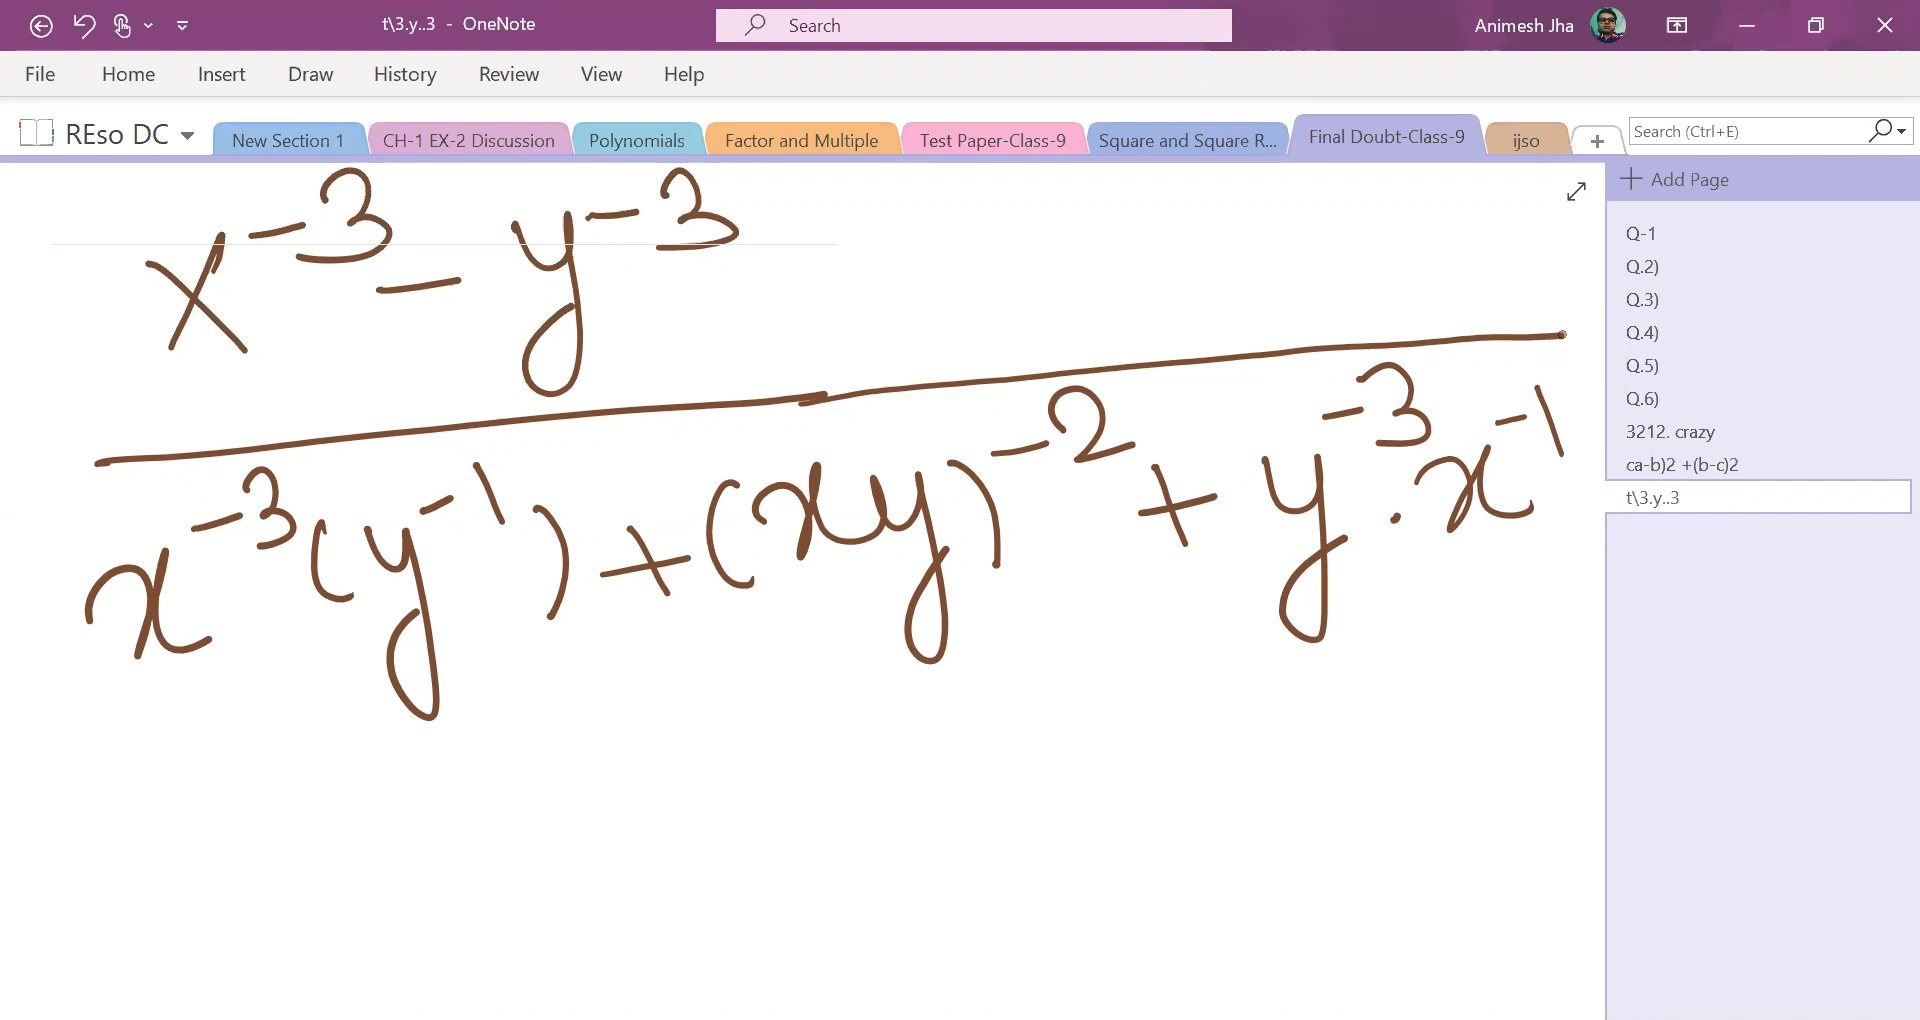 t\3.y..3 - OneNote
Search
Animesh Jha
File Home Insert Draw History Review View Help
REso DC New Section 1 CH-1 EX-2 Discussion Polynomials Factor and Multiple Test Paper-Class-9 Square and Square R... Final Doubt-Class-9 ijso + Search (Ctrl+E)
Add Page
Q-1
Q.2)
Q.3)
Q.4)
Q.5)
Q.6)
3212. crazy
ca-b)2 +(b-c)2
t\3.y..3
x⁻³ – y⁻³
x⁻³(y⁻¹) + (xy)⁻² + y⁻³ . x⁻¹